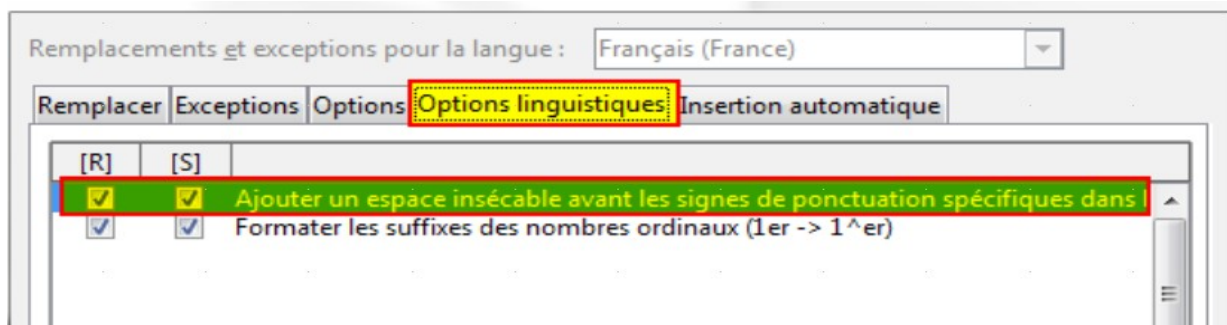 Remplacements et exceptions pour la langue : Français (France)
Remplacer Exceptions Options Options linguistiques Insertion automatique
[R] [S]
Ajouter un espace insécable avant les signes de ponctuation spécifiques dans
Formater les suffixes des nombres ordinaux (1er -> 1^er)